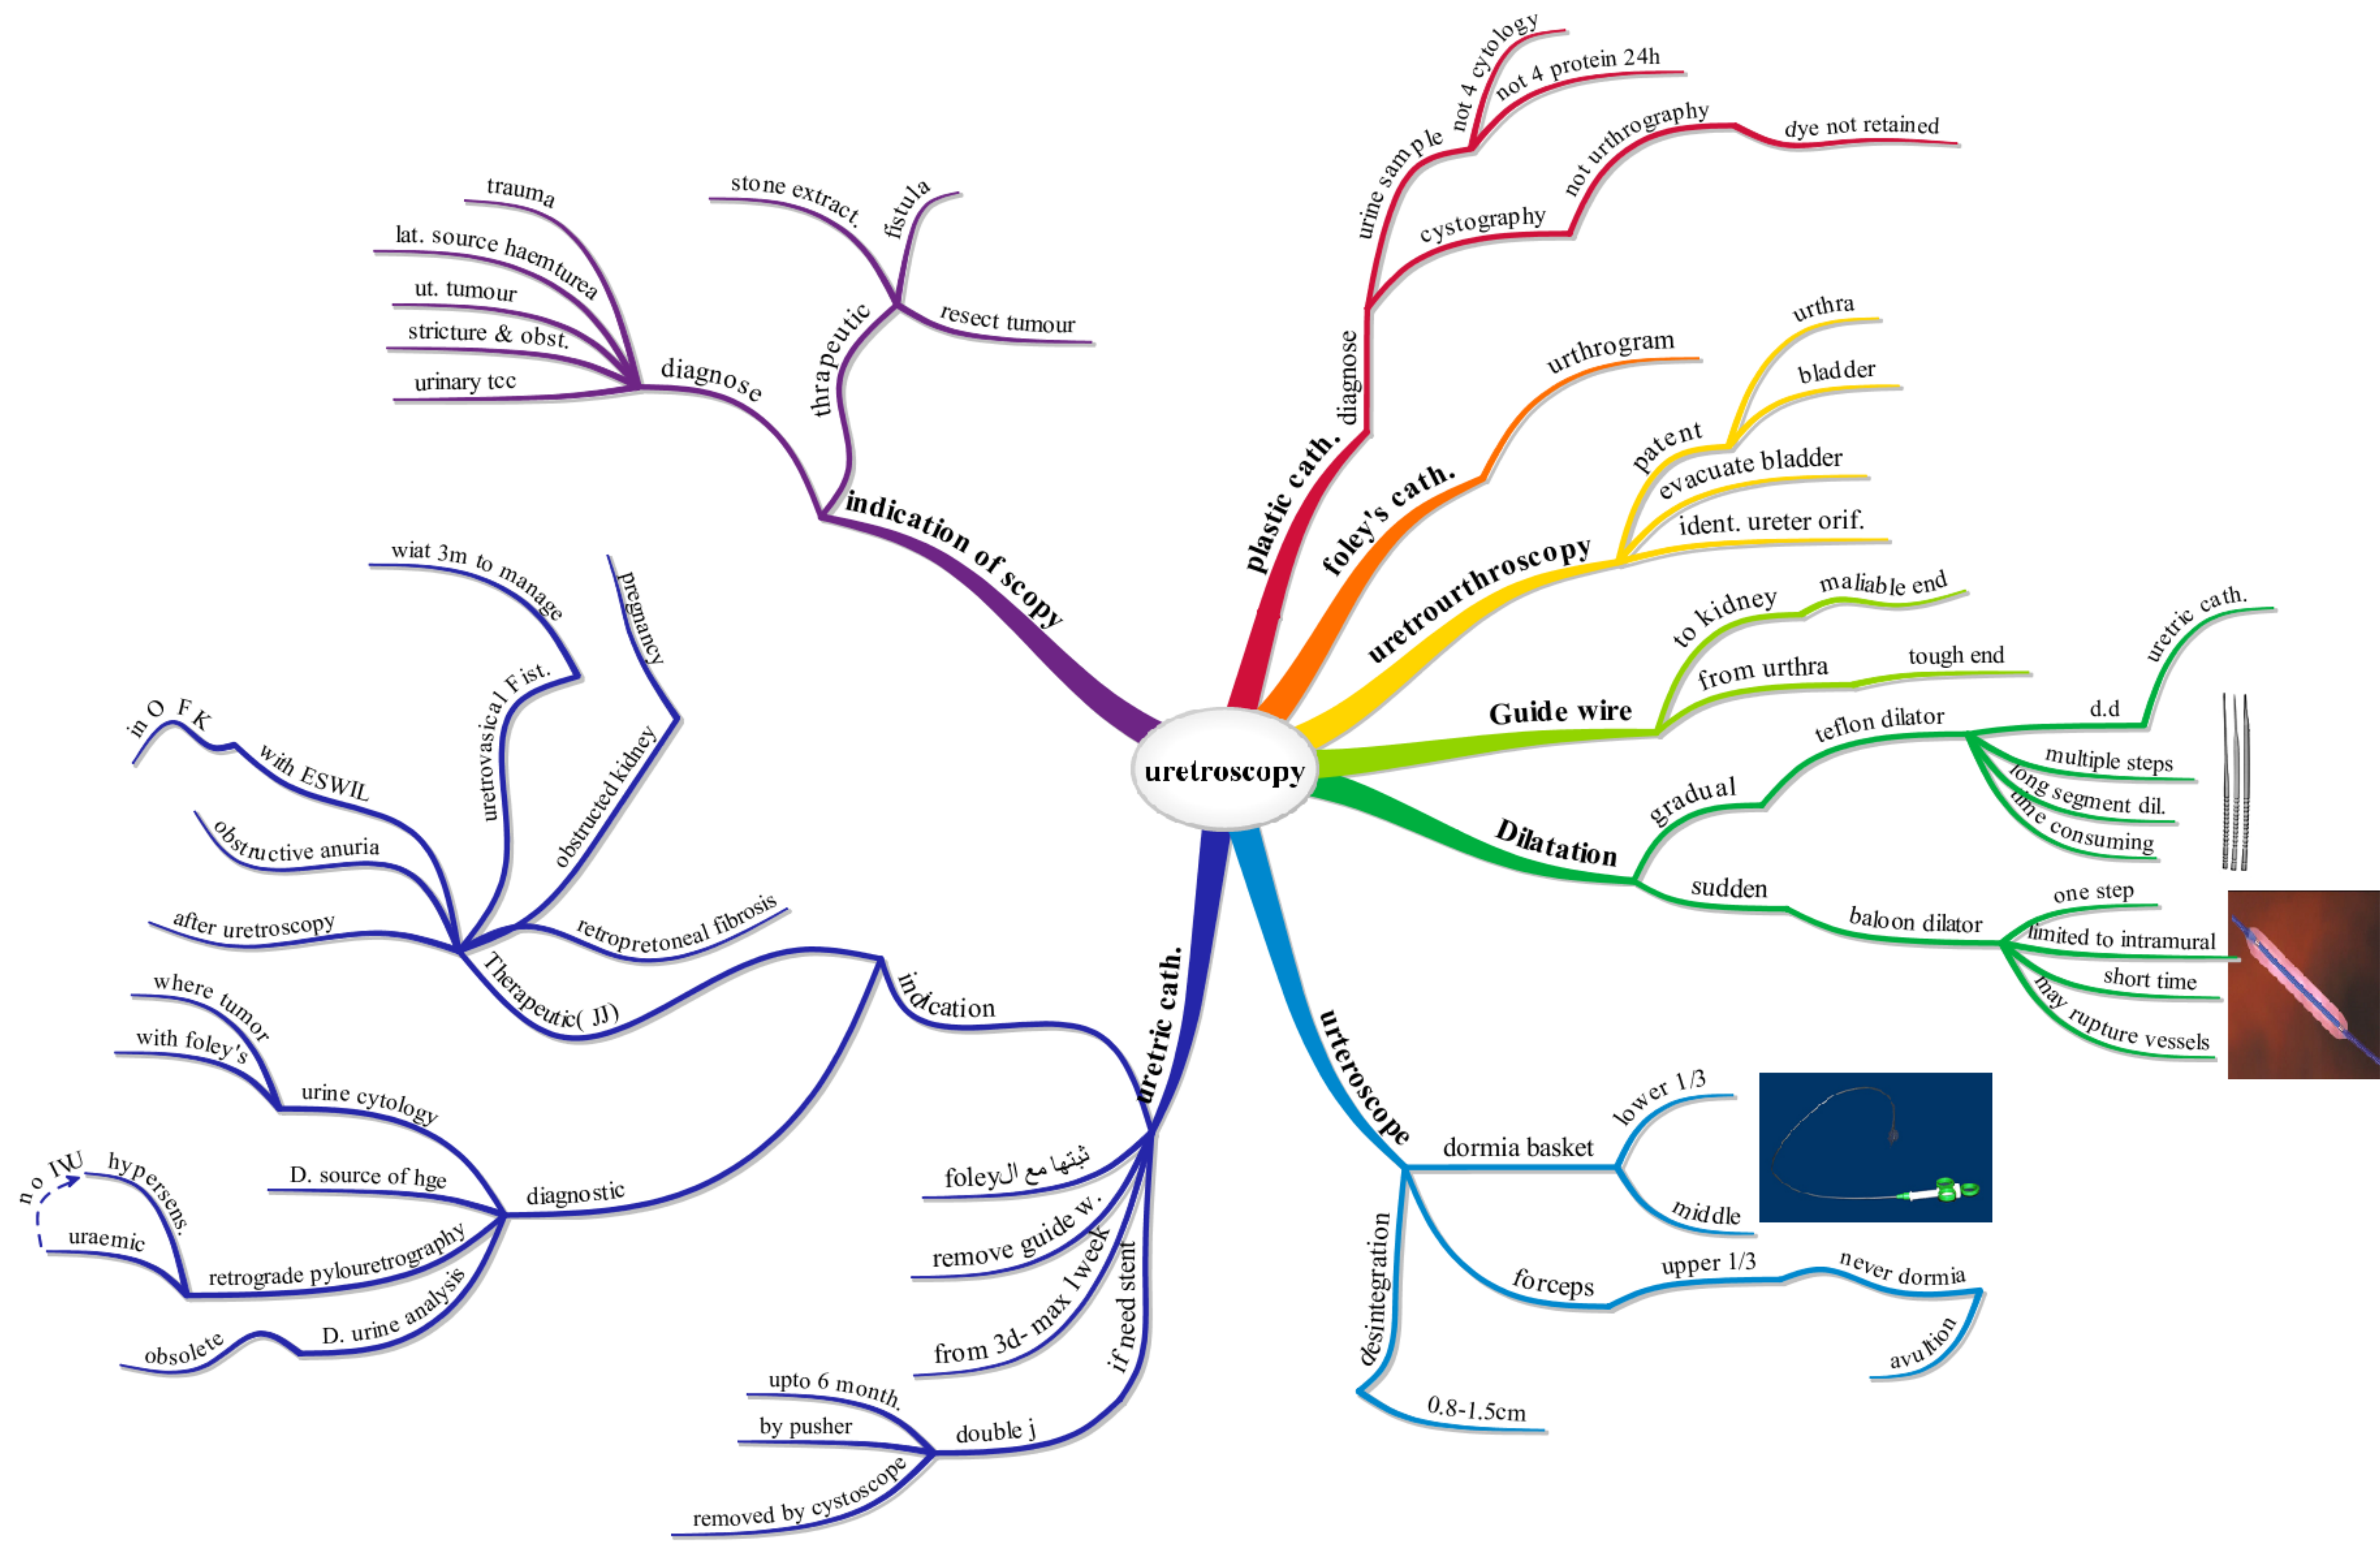 uretroscopy
plastic cath.
diagnose
urine sample
not 4 cytology
not 4 protein 24h
cystography
not urthrography
dye not retained
foley's cath.
urthrogram
uretrourthroscopy
patent
urthra
bladder
evacuate bladder
ident. ureter orif.
Guide wire
to kidney
maliable end
from urthra
tough end
Dilatation
gradual
teflon dilator
d.d
uretric cath.
multiple steps
long segment dil.
time consuming
sudden
baloon dilator
one step
limited to intramural
short time
may rupture vessels
urteroscope
dormia basket
lower 1/3
middle
forceps
upper 1/3
never dormia
avultion
desintegration
0.8-1.5cm
uretric cath.
indication
Therapeutic( JJ)
retropretoneal fibrosis
obstructed kidney
pregnancy
uretrovasical Fist.
wiat 3m to manage
with ESWIL
in O F K
obstructive anuria
after uretroscopy
diagnostic
urine cytology
where tumor
with foley's
D. source of hge
retrograde pylouretrography
hypersens.
uraemic
no IVU
D. urine analysis
obsolete
ثبتها مع الfoley
remove guide w.
from 3d- max 1week
if need stent
double j
upto 6 month.
by pusher
removed by cystoscope
indication of scopy
diagnose
trauma
lat. source haemturea
ut. tumour
stricture & obst.
urinary tcc
thrapeutic
stone extract.
fistula
resect tumour